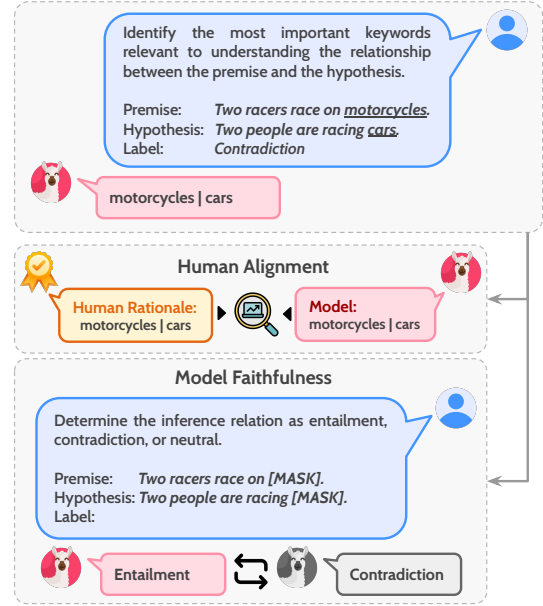 Identify the most important keywords
relevant to understanding the relationship
between the premise and the hypothesis.
Premise: Two racers race on motorcycles.
Hypothesis: Two people are racing cars.
Label: Contradiction
motorcycles | cars
Human Alignment
Human Rationale:
motorcycles | cars
Model:
motorcycles | cars
Model Faithfulness
Determine the inference relation as entailment,
contradiction, or neutral.
Premise: Two racers race on [MASK].
Hypothesis: Two people are racing [MASK].
Label:
Entailment
Contradiction